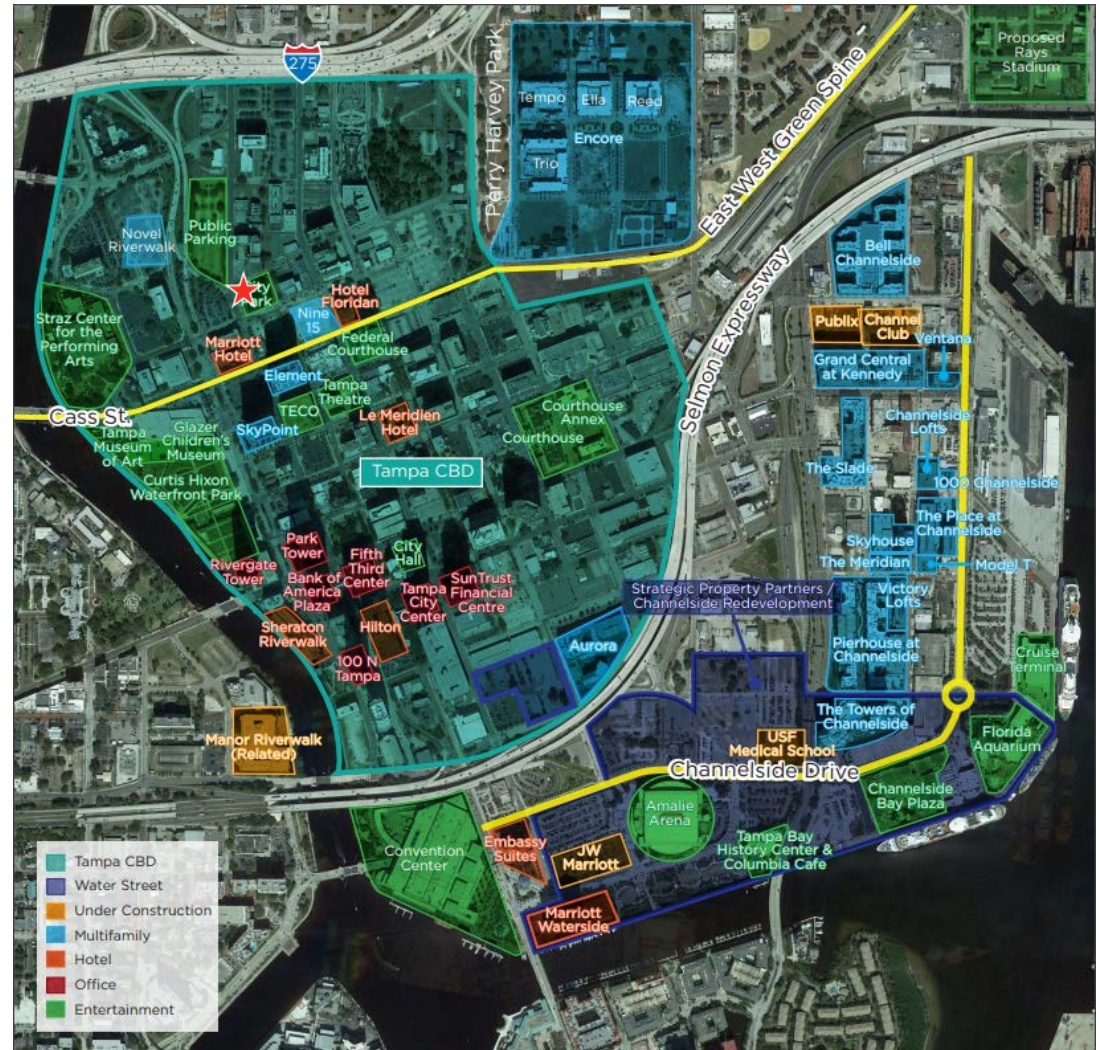 275
Perry Harvey Park
Tempo
Ella
Reed
Encore
Trio
East West Green Spine
Proposed
Rays
Stadium
Novel
Riverwalk
Public
Parking
City
Park
Hotel
Floridan
Nine
15
Federal
Courthouse
Straz Center
for the
Performing
Arts
Marriott
Hotel
Element
Tampa
Theatre
TECO
Le Meridien
Hotel
SkyPoint
Cass St.
Tampa
Museum
of Art
Glazer
Children's
Museum
Curtis Hixon
Waterfront Park
Courthouse
Annex
Courthouse
Tampa CBD
Selmon Expressway
Bell
Channelside
Publix
Channel
Club
Ventana
Grand Central
at Kennedy
Channelside
Lofts
The Slade
1000 Channelside
The Place at
Channelside
Skyhouse
The Meridian
Model T
Park
Tower
Rivergate
Tower
Bank of
America
Plaza
Fifth
Third
Center
City
Hall
Tampa
City
Center
SunTrust
Financial
Centre
Sheraton
Riverwalk
Hilton
100 N
Tampa
Strategic Property Partners /
Channelside Redevelopment
Victory
Lofts
Pierhouse at
Channelside
Aurora
Cruise
Terminal
The Towers of
Channelside
USF
Medical School
Florida
Aquarium
Manor Riverwalk
(Related)
Channelside Drive
Channelside
Bay Plaza
Amalie
Arena
Convention
Center
Embassy
Suites
JW
Marriott
Tampa Bay
History Center &
Columbia Cafe
Marriott
Waterside
Tampa CBD
Water Street
Under Construction
Multifamily
Hotel
Office
Entertainment